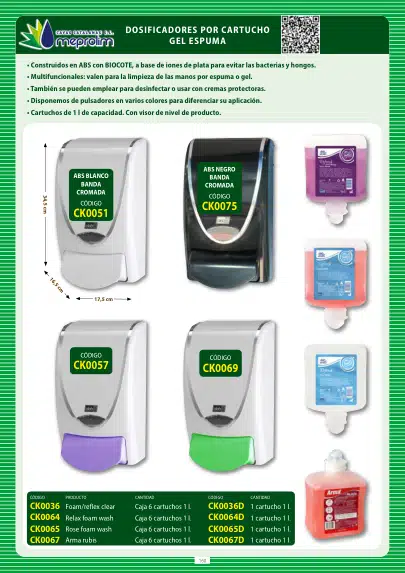 CUYAS CATALANAS S.L.
meprolim
DOSIFICADORES POR CARTUCHO
GEL ESPUMA
• Construidos en ABS con BIOCOTE, a base de iones de plata para evitar las bacterias y hongos.
• Multifuncionales: valen para la limpieza de las manos por espuma o gel.
• También se pueden emplear para desinfectar o usar con cremas protectoras.
• Disponemos de pulsadores en varios colores para diferenciar su aplicación.
• Cartuchos de 1 l de capacidad. Con visor de nivel de producto.
ABS BLANCO
BANDA
CROMADA
CÓDIGO
CK0051
ABS NEGRO
BANDA
CROMADA
CÓDIGO
CK0075
24,5 cm
16,5 cm
17,5 cm
CÓDIGO
CK0057
CÓDIGO
CK0069
CÓDIGO PRODUCTO CANTIDAD CÓDIGO CANTIDAD
CK0036 Foam/reflex clear Caja 6 cartuchos 1 l. CK0036D 1 cartucho 1 l.
CK0064 Relax foam wash Caja 6 cartuchos 1 l. CK0064D 1 cartucho 1 l.
CK0065 Rose foam wash Caja 6 cartuchos 1 l. CK0065D 1 cartucho 1 l.
CK0067 Arma rubis Caja 6 cartuchos 1 l. CK0067D 1 cartucho 1 l.